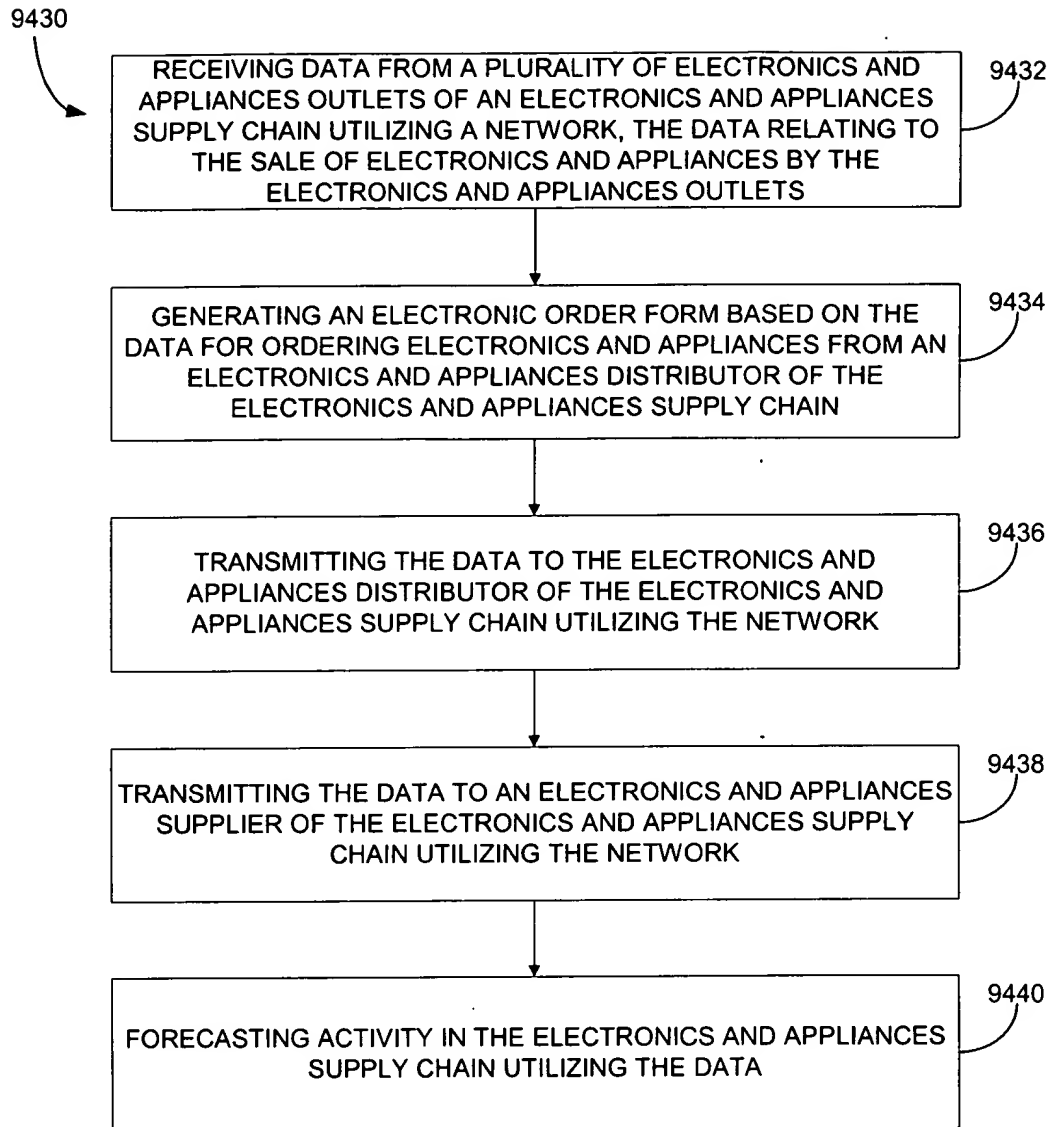 9430
RECEIVING DATA FROM A PLURALITY OF ELECTRONICS AND
APPLIANCES OUTLETS OF AN ELECTRONICS AND APPLIANCES
SUPPLY CHAIN UTILIZING A NETWORK, THE DATA RELATING TO
THE SALE OF ELECTRONICS AND APPLIANCES BY THE
ELECTRONICS AND APPLIANCES OUTLETS
9432
GENERATING AN ELECTRONIC ORDER FORM BASED ON THE
DATA FOR ORDERING ELECTRONICS AND APPLIANCES FROM AN
ELECTRONICS AND APPLIANCES DISTRIBUTOR OF THE
ELECTRONICS AND APPLIANCES SUPPLY CHAIN
9434
TRANSMITTING THE DATA TO THE ELECTRONICS AND
APPLIANCES DISTRIBUTOR OF THE ELECTRONICS AND
APPLIANCES SUPPLY CHAIN UTILIZING THE NETWORK
9436
TRANSMITTING THE DATA TO AN ELECTRONICS AND APPLIANCES
SUPPLIER OF THE ELECTRONICS AND APPLIANCES SUPPLY
CHAIN UTILIZING THE NETWORK
9438
FORECASTING ACTIVITY IN THE ELECTRONICS AND APPLIANCES
SUPPLY CHAIN UTILIZING THE DATA
9440